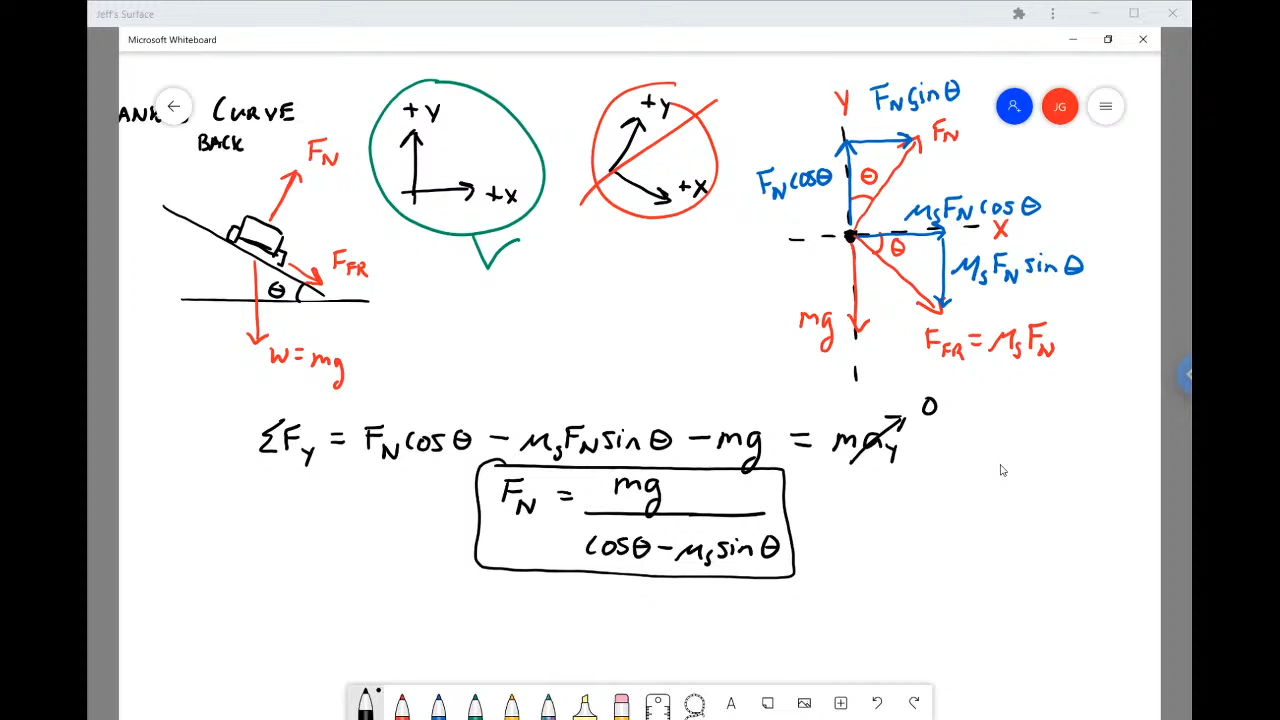 Jeff's Surface
Microsoft Whiteboard
ANK CURVE
BACK
F_N
F_FR
θ
W = mg
+Y
+X
+Y
+X
JG
Y
F_N sin θ
F_N
F_N cos θ
θ
μ_s F_N cos θ
X
θ
μ_s F_N sin θ
mg
F_FR = μ_s F_N
ΣF_Y = F_N cos θ − μ_s F_N sin θ − mg = ma_Y 0
F_N = mg
cos θ − μ_s sin θ
A